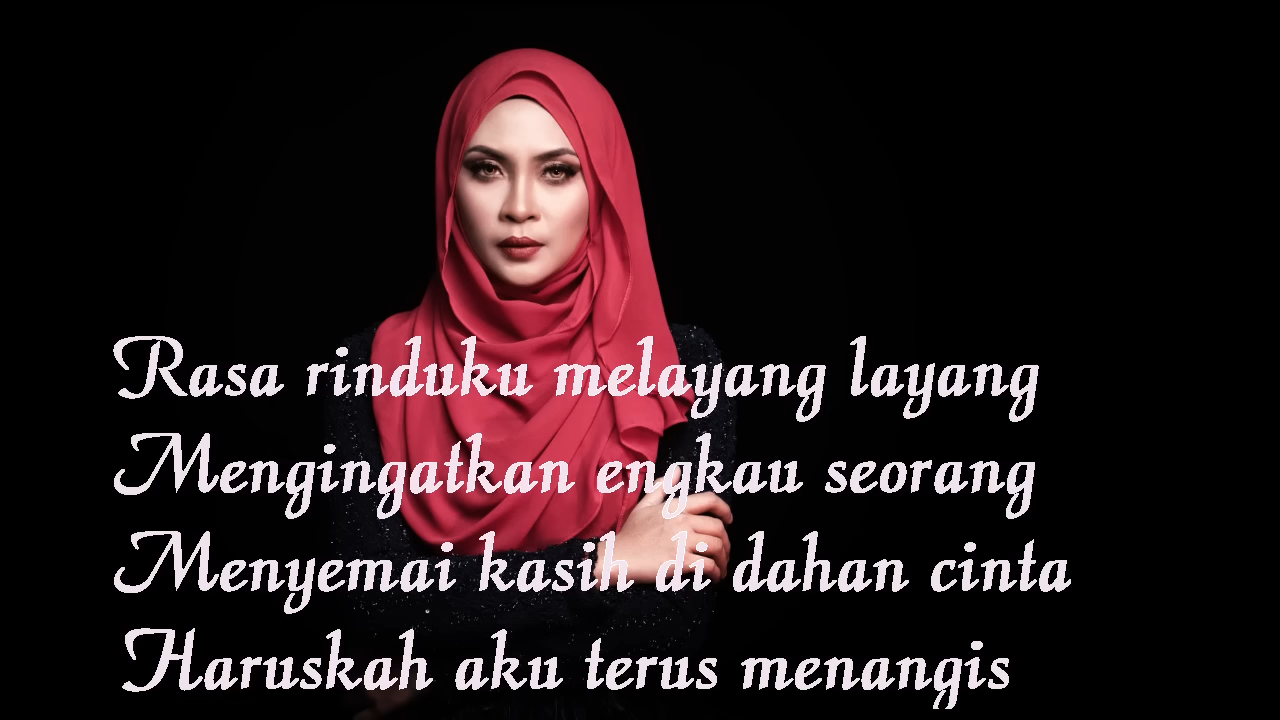 Rasa rinduku melayang layang
Mengingatkan engkau seorang
Menyemai kasih di dahan cinta
Haruskah aku terus menangis